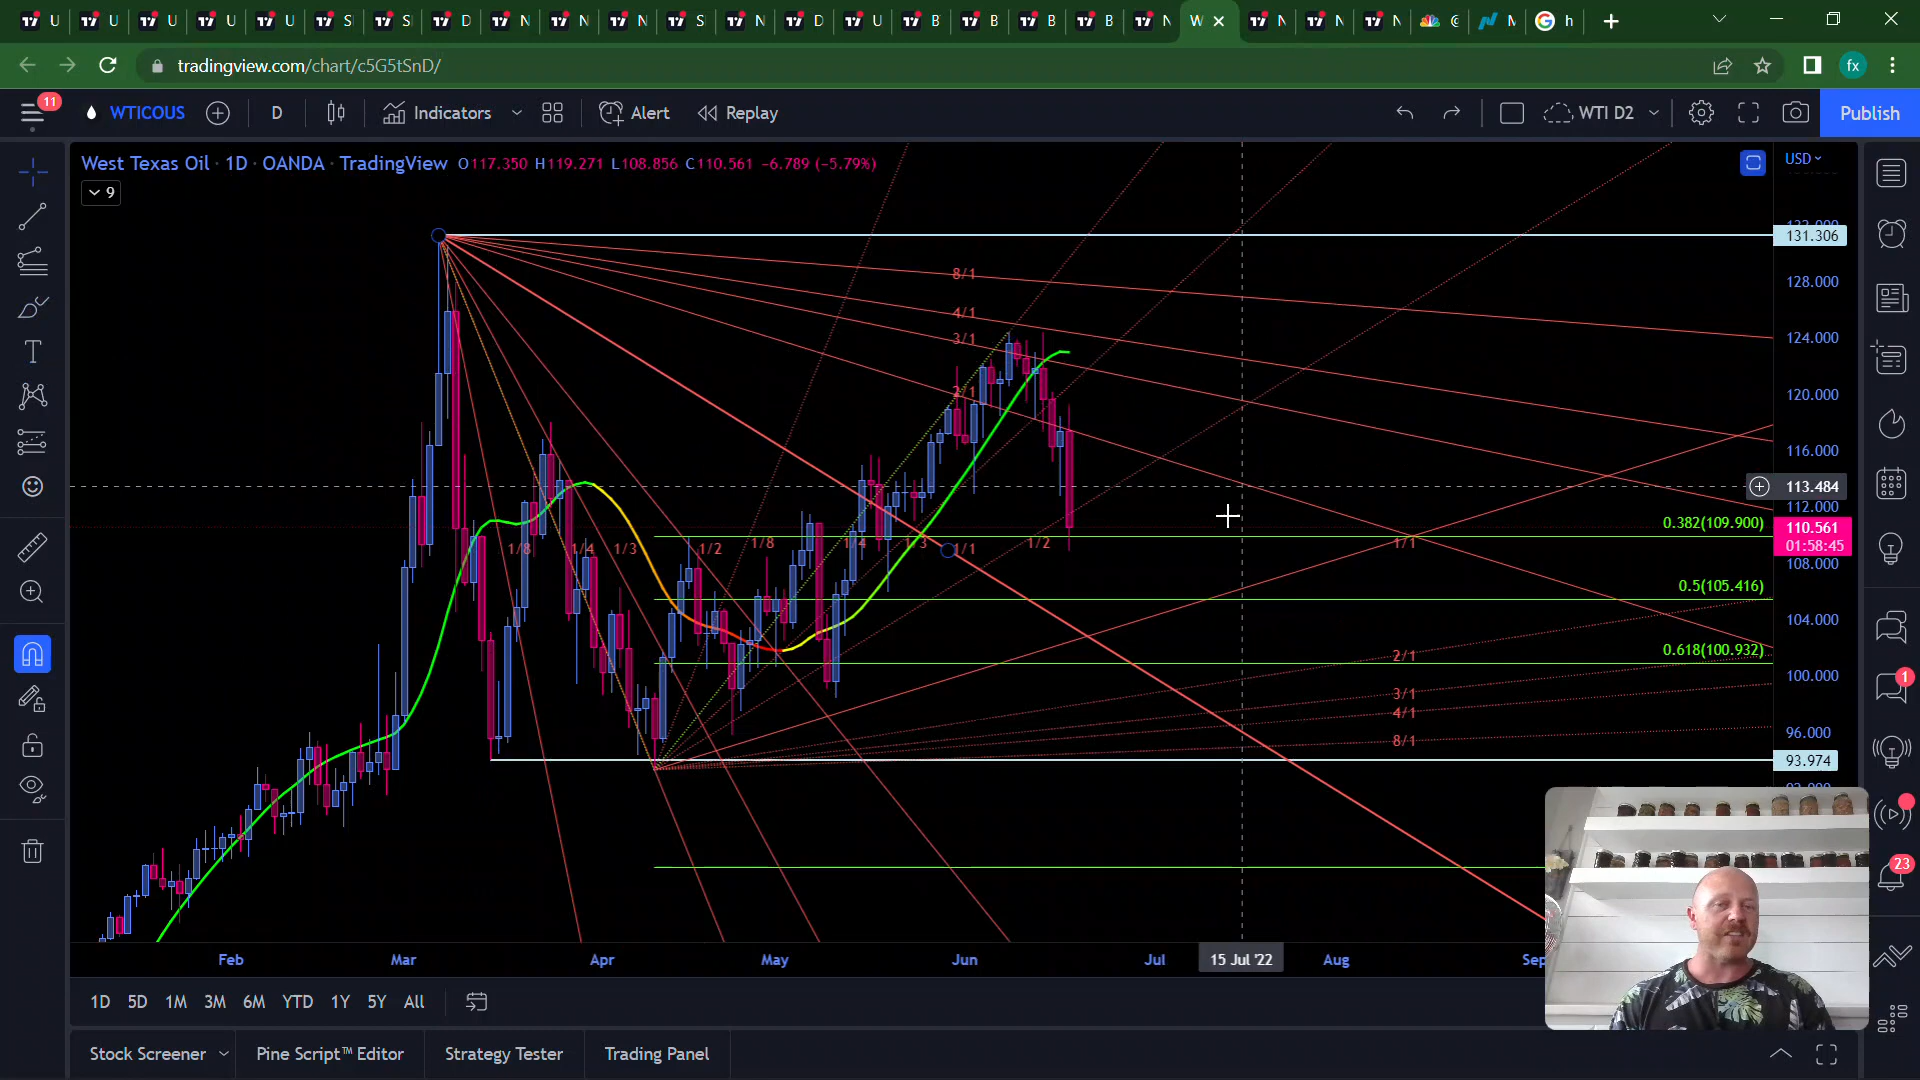 U U U U U S S D N N N S N D U B B B B N W N N N @ M h
tradingview.com/chart/c5G5tSnD/
fx
11
WTICOUS D Indicators Alert Replay WTI D2 Publish
West Texas Oil · 1D · OANDA · TradingView O117.350 H119.271 L108.856 C110.561 −6.789 (−5.79%)
USD
9
131.306
8/1
128.000
4/1
124.000
3/1
2/1
120.000
116.000
113.484
112.000
0.382(109.900)
110.561
01:58:45
1/8 1/4 1/3 1/2 1/8 1/4 1/3 1/1 1/2 1/1
108.000
0.5(105.416)
104.000
0.618(100.932)
2/1
100.000
3/1
4/1
96.000
8/1
93.974
1
23
Feb Mar Apr May Jun Jul 15 Jul '22 Aug Sep
1D 5D 1M 3M 6M YTD 1Y 5Y All
Stock Screener Pine Script™ Editor Strategy Tester Trading Panel